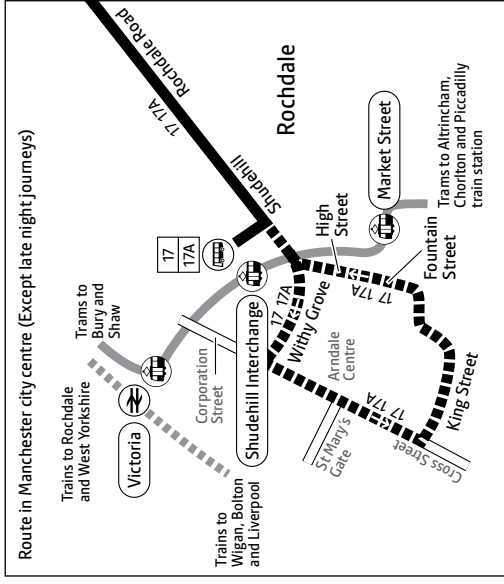 Route in Manchester city centre (Except late night journeys)
Trains to Rochdale
and West Yorkshire
Trams to
Bury and
Shaw
Victoria
Trains to
Wigan, Bolton
and Liverpool
Corporation
Street
Shudehill Interchange
17
17A
Rochdale Road
17 17A
Shudehill
Rochdale
17 17A
Withy Grove
High
Street
Market Street
Trams to Altrincham,
Chorlton and Piccadilly
train station
Arndale
Centre
17 17A
Fountain
Street
St Mary's
Gate
17 17A
King Street
Cross Street